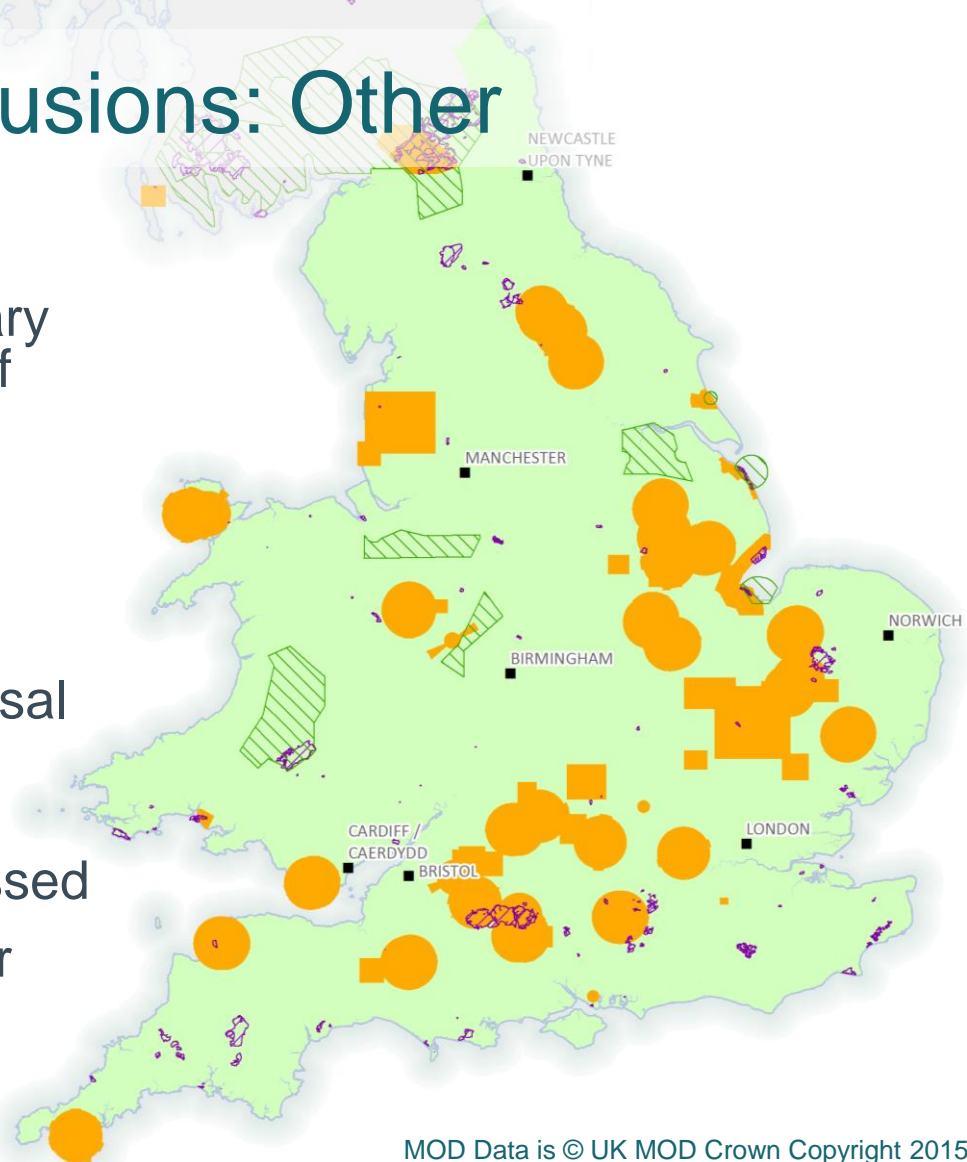 usions: Other
ary
f
sal
ssed
r
NEWCASTLE
UPON TYNE
MANCHESTER
NORWICH
BIRMINGHAM
CARDIFF /
CAERDYDD
BRISTOL
LONDON
MOD Data is © UK MOD Crown Copyright 2015